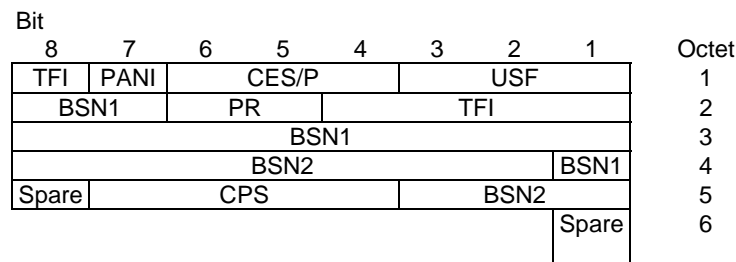 Bit
8 7 6 5 4 3 2 1 Octet
TFI PANI CES/P USF 1
BSN1 PR TFI 2
BSN1 3
BSN2 BSN1 4
Spare CPS BSN2 5
Spare 6